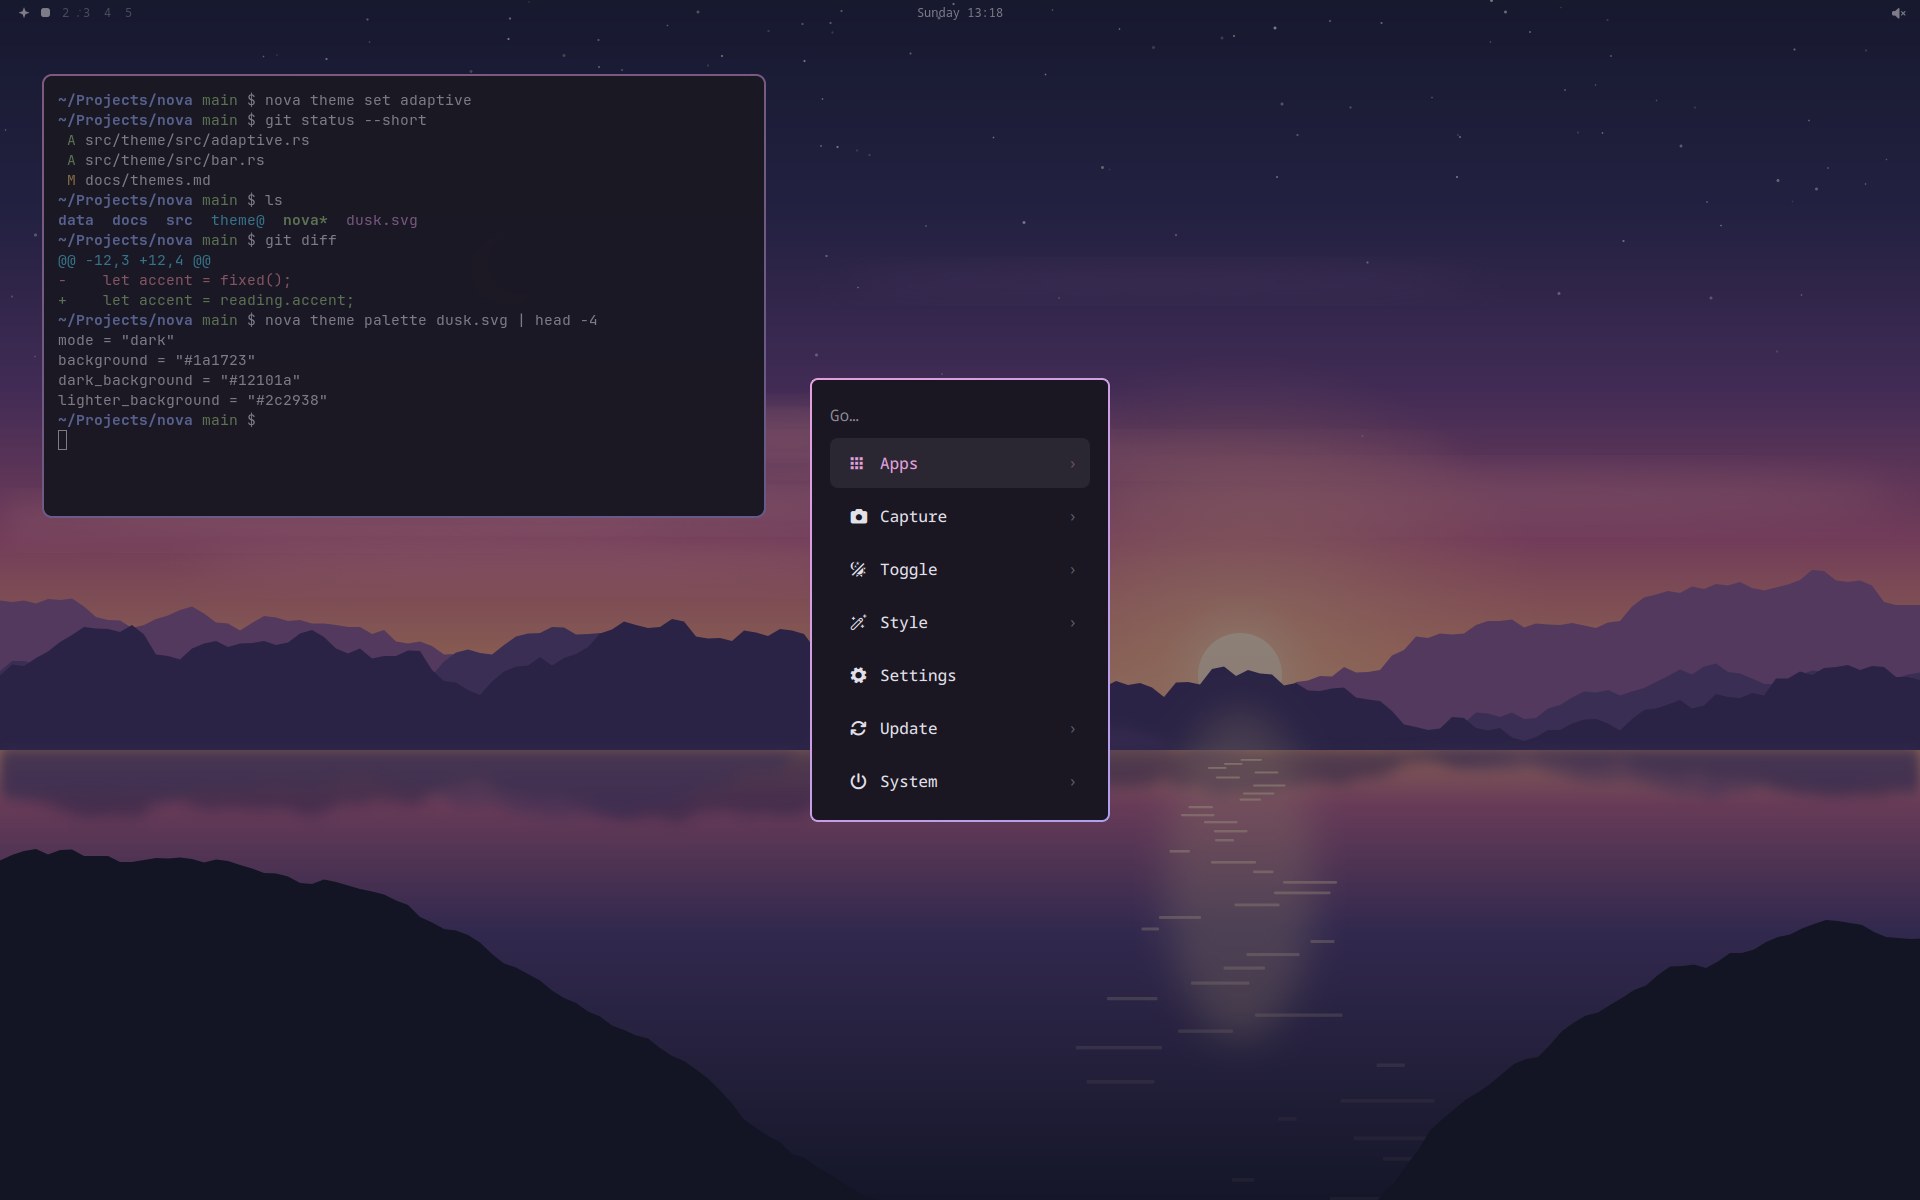 2 3 4 5
Sunday 13:18
~/Projects/nova main $ nova theme set adaptive
~/Projects/nova main $ git status --short
A src/theme/src/adaptive.rs
A src/theme/src/bar.rs
M docs/themes.md
~/Projects/nova main $ ls
data  docs  src  theme@  nova*  dusk.svg
~/Projects/nova main $ git diff
@@ -12,3 +12,4 @@
-    let accent = fixed();
+    let accent = reading.accent;
~/Projects/nova main $ nova theme palette dusk.svg | head -4
mode = "dark"
background = "#1a1723"
dark_background = "#12101a"
lighter_background = "#2c2938"
~/Projects/nova main $
Go…
Apps ›
Capture ›
Toggle ›
Style ›
Settings
Update ›
System ›